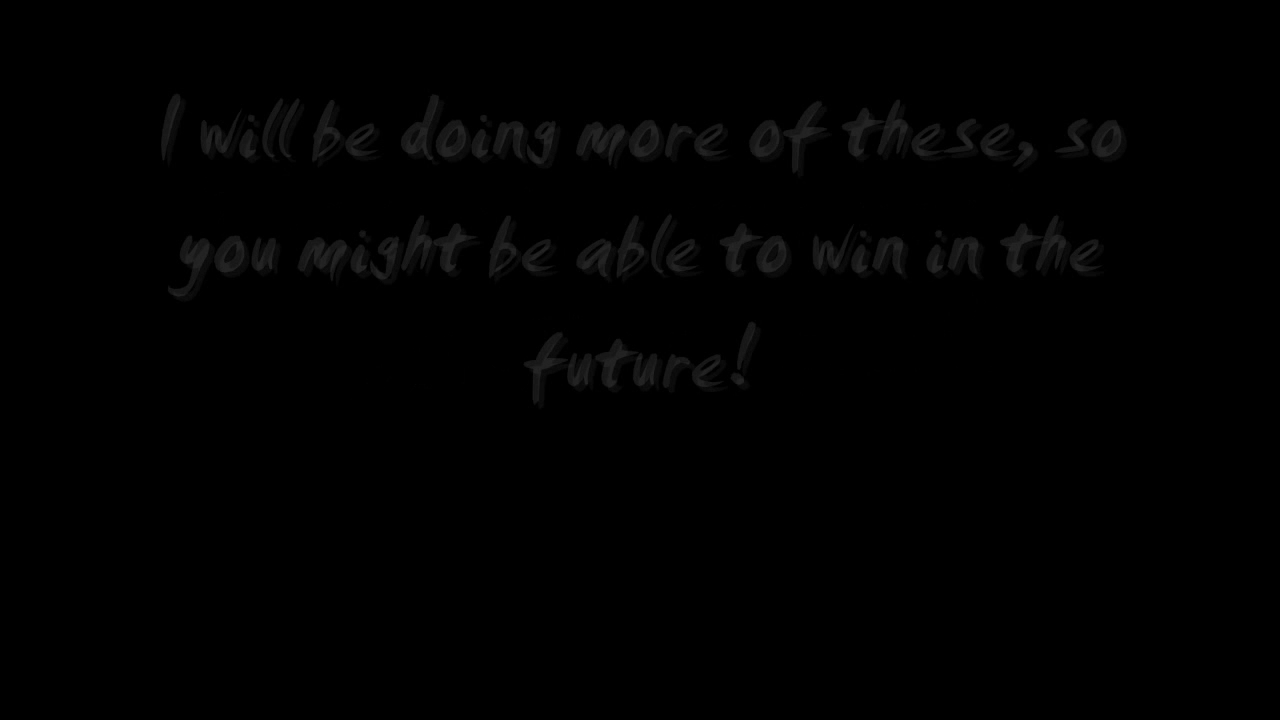 I will be doing more of these, so
you might be able to win in the
future!